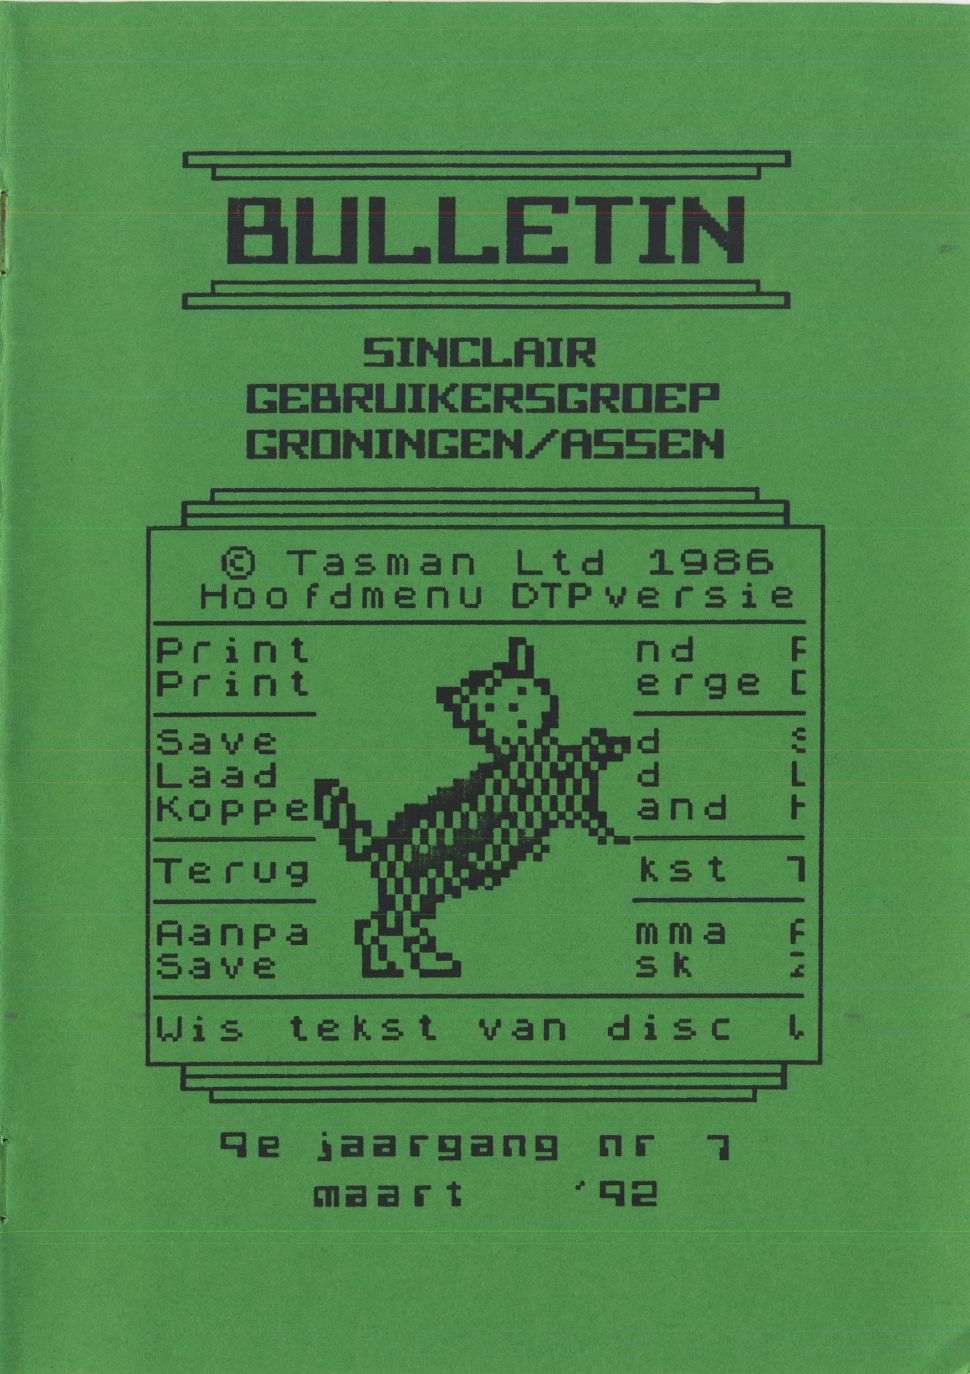 BULLETIN
SINCLAIR
GEBRUIKERSGROEP
GRONINGEN/ASSEN
© Tasman Ltd 1986
Hoofdmenu DTPversie
Print nd
Print erge
Save d
Laad d
Koppe and
Terug kst
Aanpa mma
Save sk
Wis tekst van disc
9e jaargang nr 7
maart '92